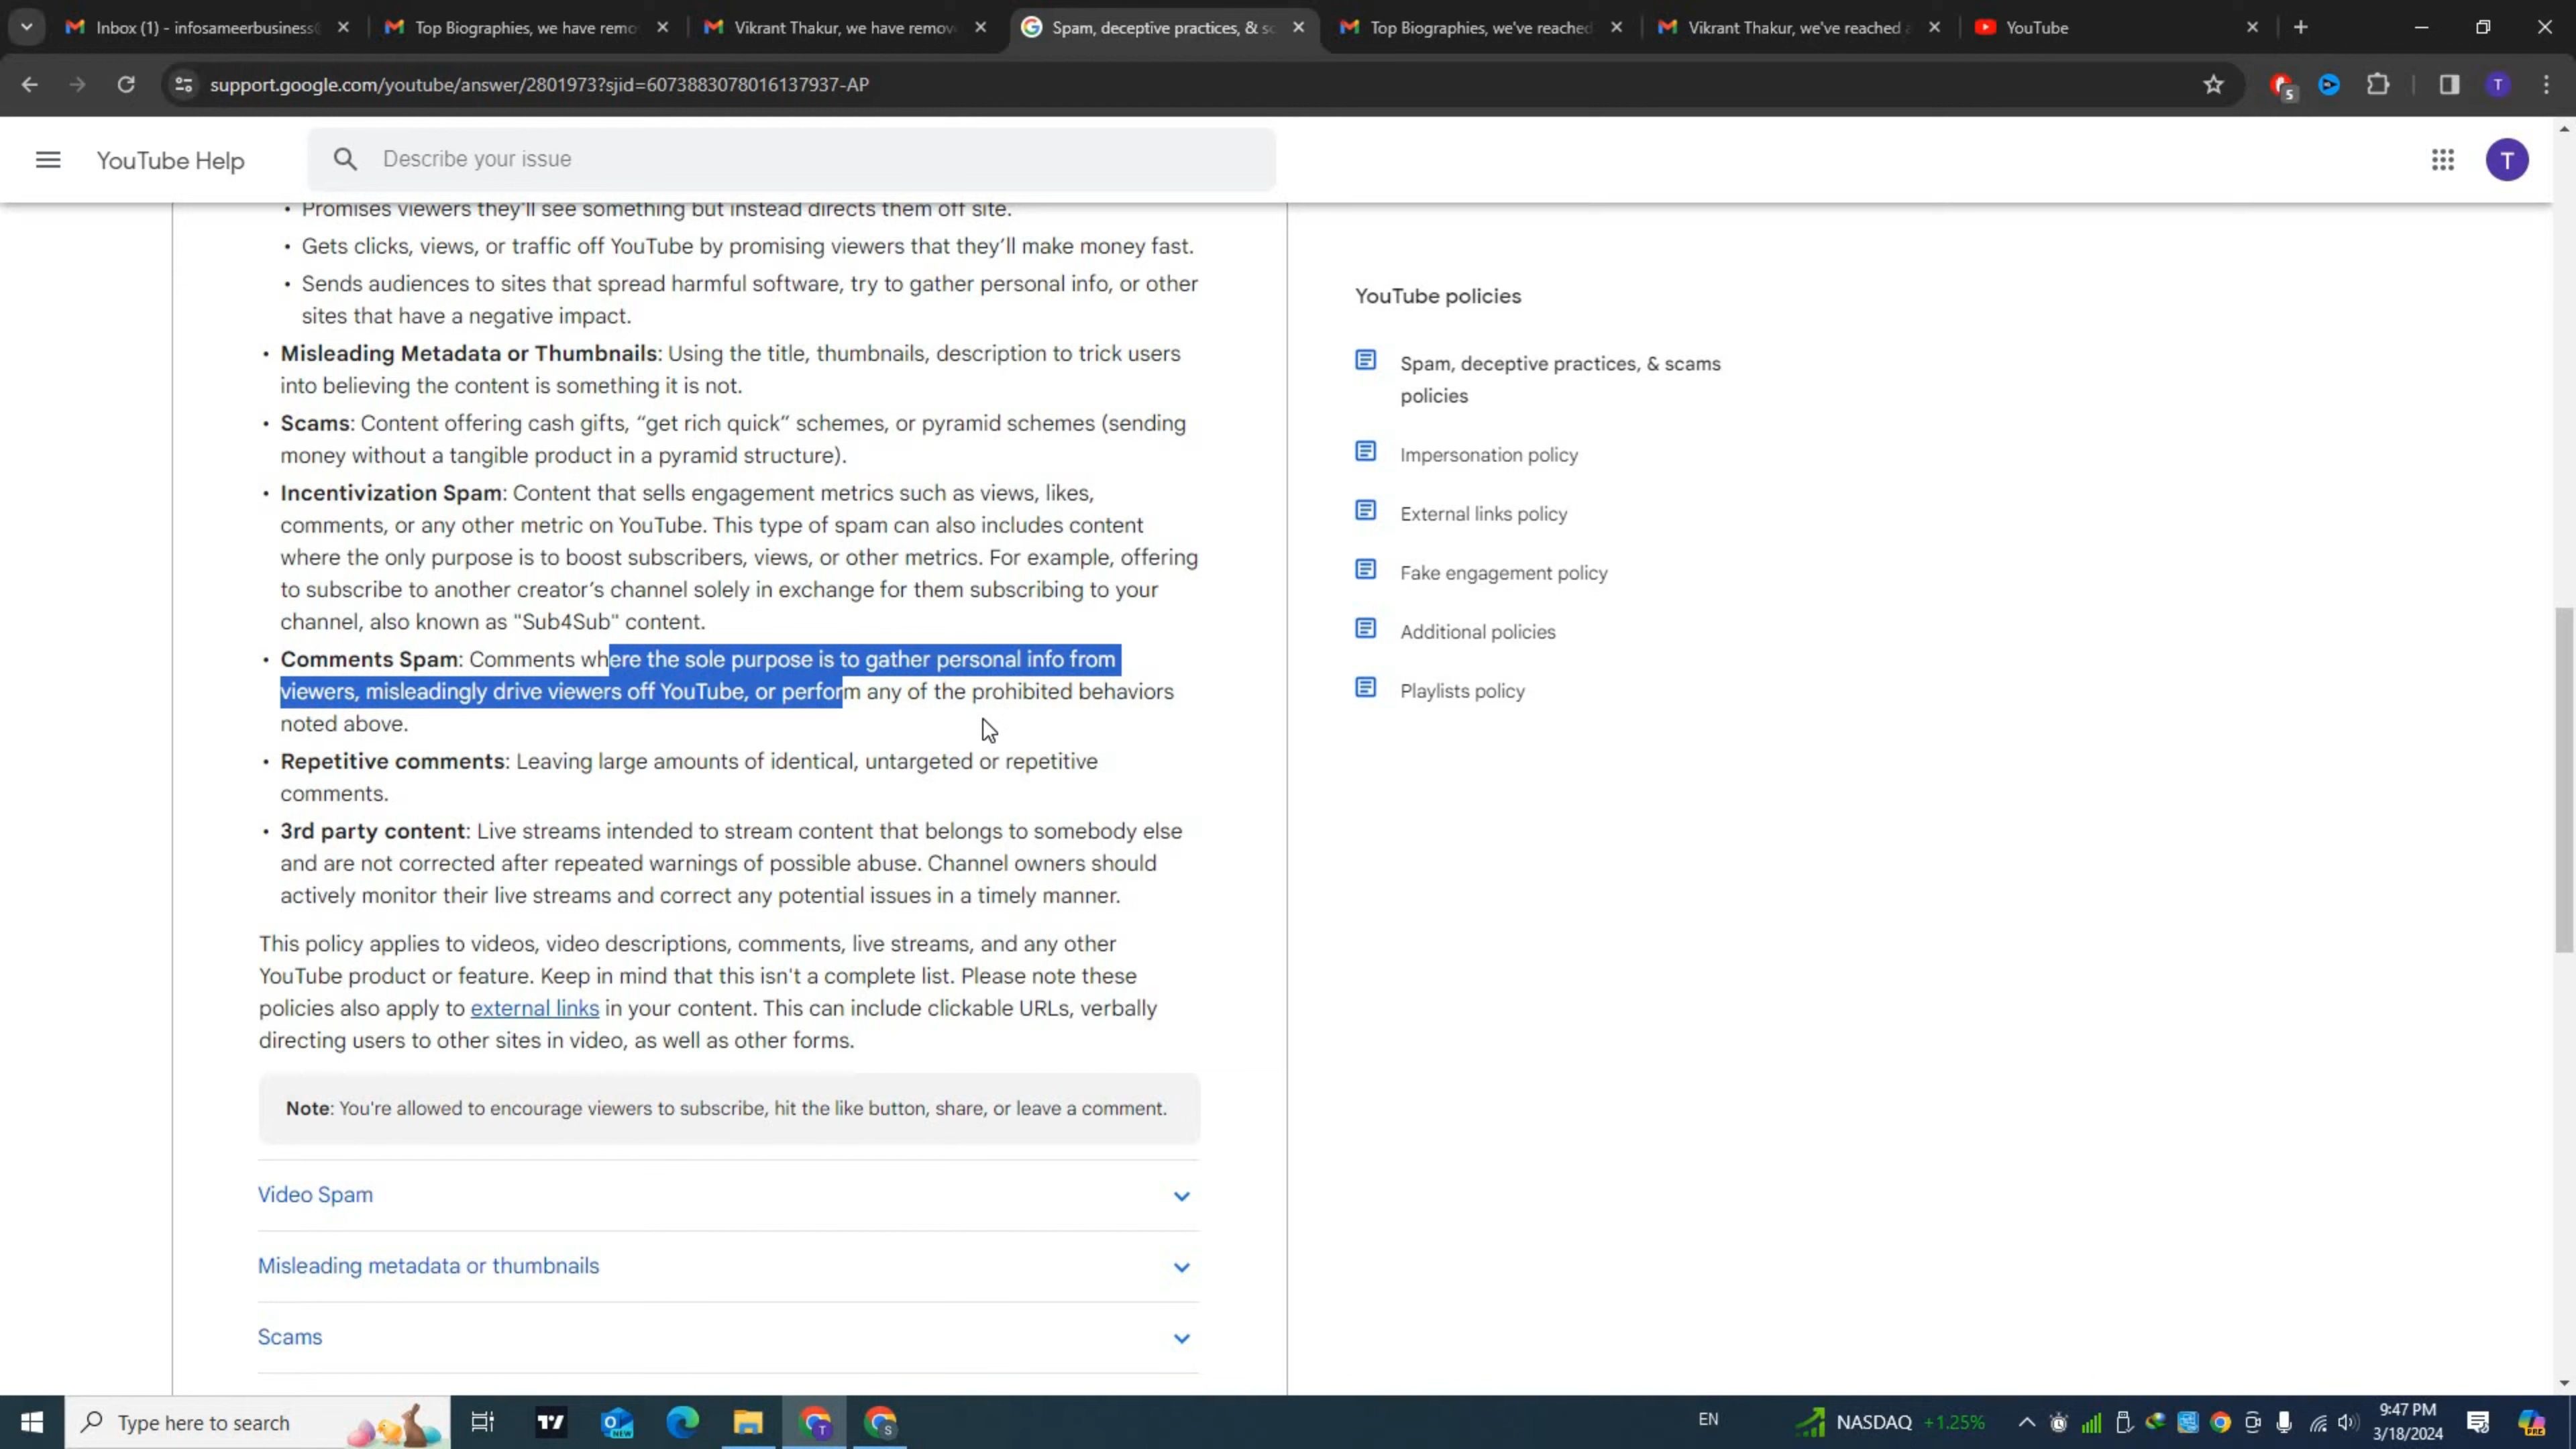 Inbox (1) - infosameerbusiness@
Top Biographies, we have remo
Vikrant Thakur, we have remov
Spam, deceptive practices, & sc
Top Biographies, we've reached
Vikrant Thakur, we've reached a
YouTube
support.google.com/youtube/answer/2801973?sjid=6073883078016137937-AP
5
T
YouTube Help
Describe your issue
T
• Promises viewers they'll see something but instead directs them off site.
• Gets clicks, views, or traffic off YouTube by promising viewers that they'll make money fast.
• Sends audiences to sites that spread harmful software, try to gather personal info, or other
sites that have a negative impact.
• Misleading Metadata or Thumbnails: Using the title, thumbnails, description to trick users
into believing the content is something it is not.
• Scams: Content offering cash gifts, “get rich quick“ schemes, or pyramid schemes (sending
money without a tangible product in a pyramid structure).
• Incentivization Spam: Content that sells engagement metrics such as views, likes,
comments, or any other metric on YouTube. This type of spam can also includes content
where the only purpose is to boost subscribers, views, or other metrics. For example, offering
to subscribe to another creator's channel solely in exchange for them subscribing to your
channel, also known as "Sub4Sub" content.
• Comments Spam: Comments where the sole purpose is to gather personal info from
viewers, misleadingly drive viewers off YouTube, or perform any of the prohibited behaviors
noted above.
• Repetitive comments: Leaving large amounts of identical, untargeted or repetitive
comments.
• 3rd party content: Live streams intended to stream content that belongs to somebody else
and are not corrected after repeated warnings of possible abuse. Channel owners should
actively monitor their live streams and correct any potential issues in a timely manner.
This policy applies to videos, video descriptions, comments, live streams, and any other
YouTube product or feature. Keep in mind that this isn't a complete list. Please note these
policies also apply to external links in your content. This can include clickable URLs, verbally
directing users to other sites in video, as well as other forms.
Note: You're allowed to encourage viewers to subscribe, hit the like button, share, or leave a comment.
Video Spam
Misleading metadata or thumbnails
Scams
YouTube policies
Spam, deceptive practices, & scams
policies
Impersonation policy
External links policy
Fake engagement policy
Additional policies
Playlists policy
Type here to search
EN
NASDAQ +1.25%
9:47 PM
3/18/2024